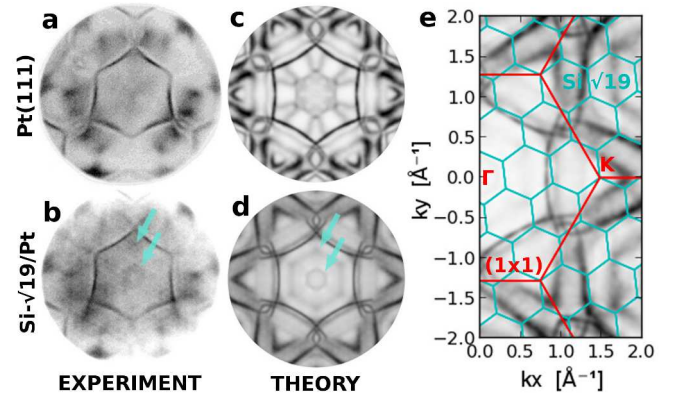 a
c
e
Pt(111)
b
d
Si-√19/Pt
EXPERIMENT
THEORY
2.0
1.5
1.0
0.5
0.0
−0.5
−1.0
−1.5
−2.0
ky [Å⁻¹]
Si √19
Γ
K
(1x1)
0.0 0.5 1.0 1.5 2.0
kx [Å⁻¹]